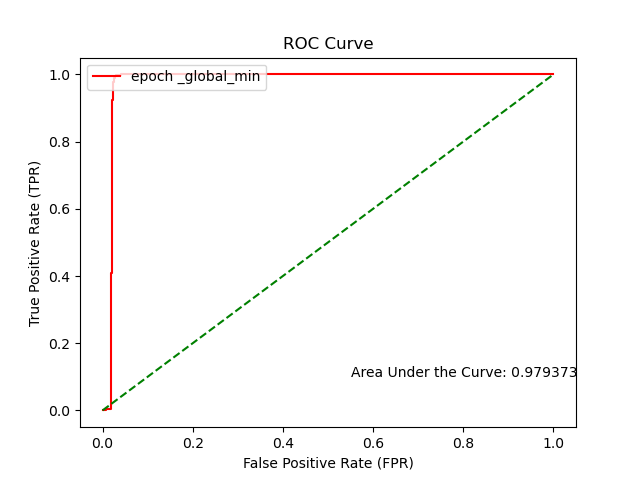 ROC Curve
epoch _global_min
1.0
0.8
0.6
0.4
0.2
0.0
True Positive Rate (TPR)
Area Under the Curve: 0.979373
0.0 0.2 0.4 0.6 0.8 1.0
False Positive Rate (FPR)